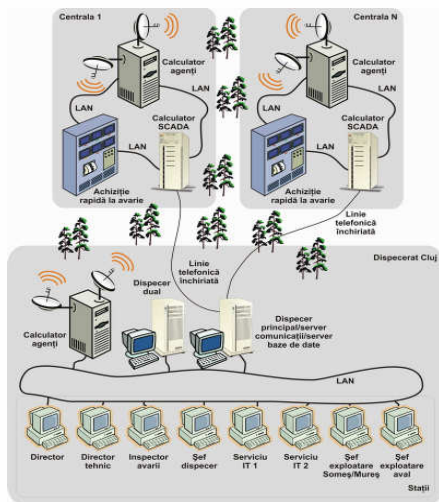 Centrala 1
Centrala N
Calculator
agenți
Calculator
agenți
LAN
LAN
LAN
LAN
Calculator
SCADA
Calculator
SCADA
LAN
LAN
Achiziție
rapidă la avarie
Achiziție
rapidă la avarie
Linie
telefonică
închiriată
Linie
telefonică
închiriată
Dispecerat Cluj
Dispecer
dual
Dispecer
principal/server
comunicații/server
baze de date
Calculator
agenți
LAN
Director
Director
tehnic
Inspector
avarii
Șef
dispecer
Serviciu
IT 1
Serviciu
IT 2
Șef
exploatare
Someș/Mureș
Șef
exploatare
aval
Stații